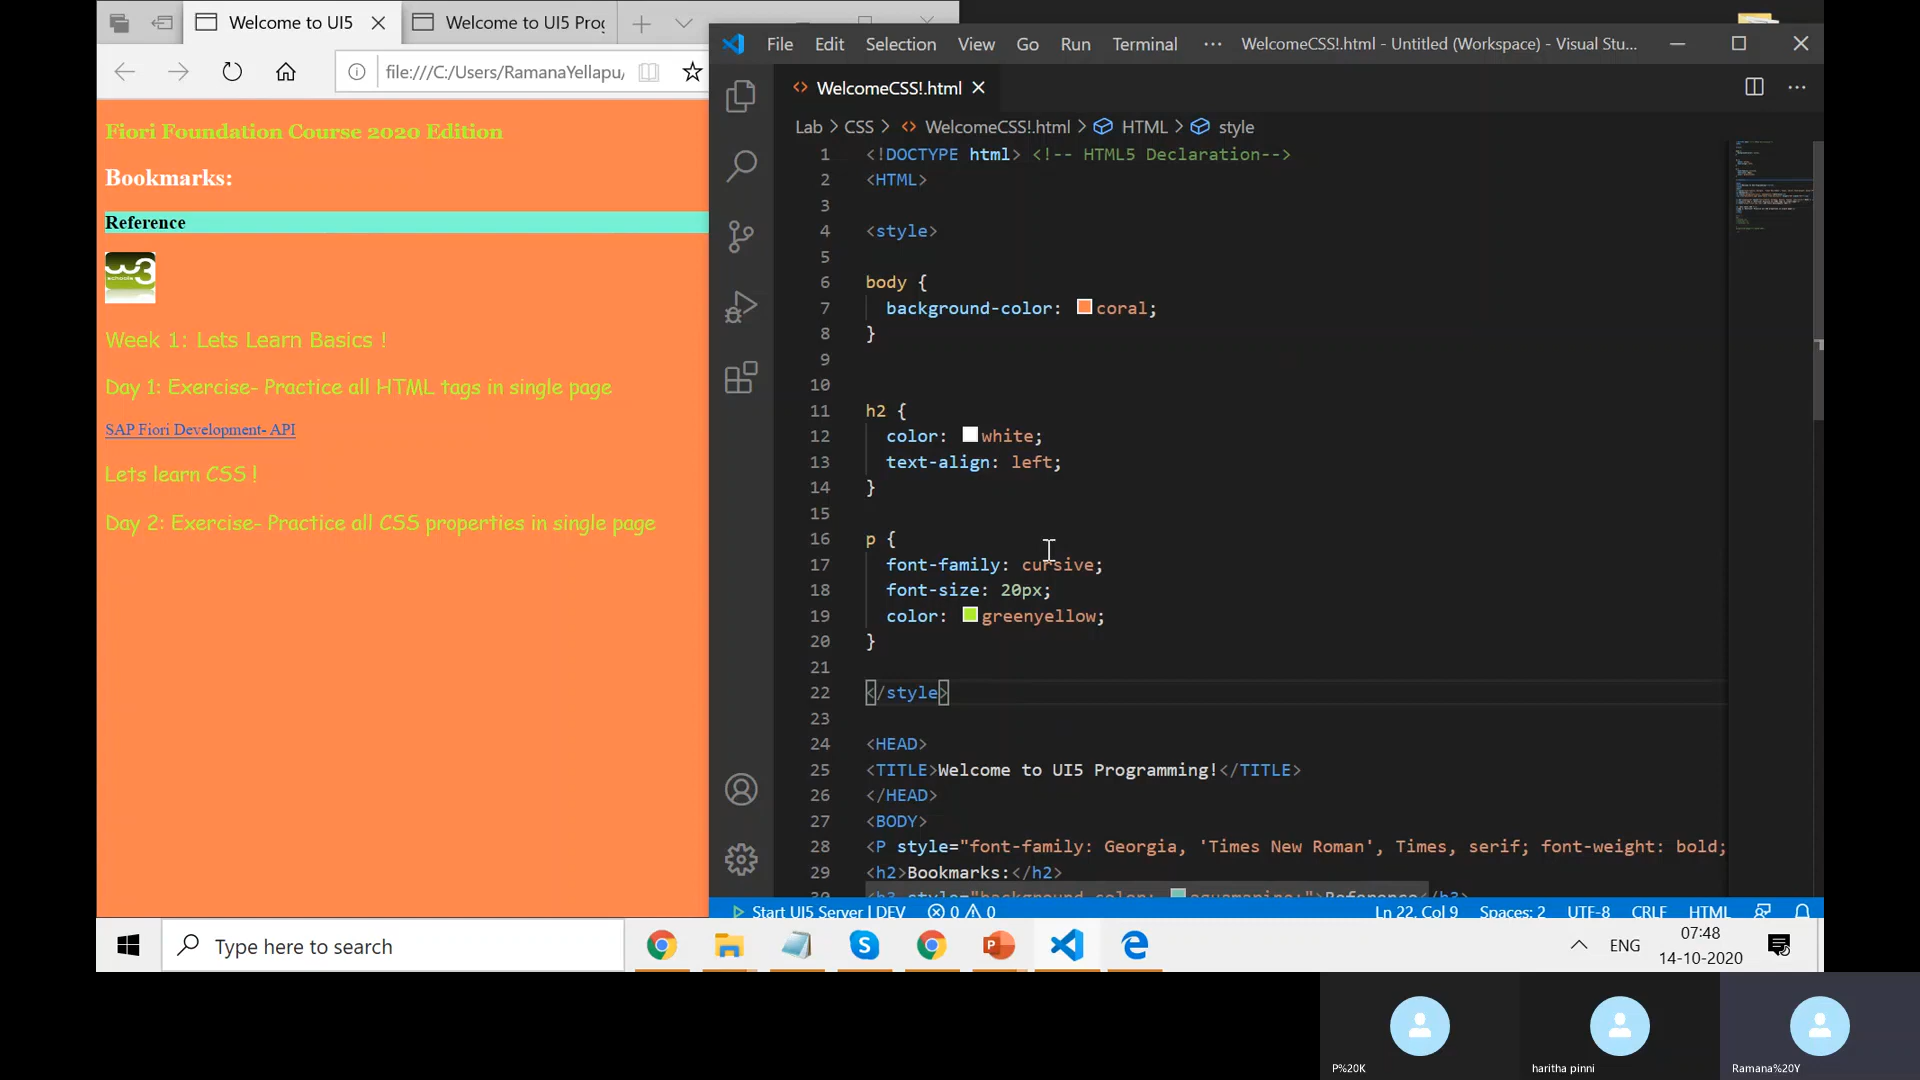 Welcome to UI5
Welcome to UI5 Prog
file:///C:/Users/RamanaYellapu/
Fiori Foundation Course 2020 Edition
Bookmarks:
Reference
w3
Week 1: Lets Learn Basics !
Day 1: Exercise- Practice all HTML tags in single page
SAP Fiori Development- API
Lets learn CSS !
Day 2: Exercise- Practice all CSS properties in single page
File Edit Selection View Go Run Terminal ··· WelcomeCSS!.html - Untitled (Workspace) - Visual Stu...
WelcomeCSS!.html
Lab > CSS > WelcomeCSS!.html > HTML > style
1 <!DOCTYPE html> <!-- HTML5 Declaration-->
2 <HTML>
3
4 <style>
5
6 body {
7 background-color: coral;
8 }
9
10
11 h2 {
12 color: white;
13 text-align: left;
14 }
15
16 p {
17 font-family: cursive;
18 font-size: 20px;
19 color: greenyellow;
20 }
21
22 </style>
23
24 <HEAD>
25 <TITLE>Welcome to UI5 Programming!</TITLE>
26 </HEAD>
27 <BODY>
28 <P style="font-family: Georgia, 'Times New Roman', Times, serif; font-weight: bold;
29 <h2>Bookmarks:</h2>
30 <h3 style="background-color: aquamarine;">Reference</h3>
Start UI5 Server | DEV 0 0 Ln 22, Col 9 Spaces: 2 UTF-8 CRLF HTML
Type here to search
ENG
07:48
14-10-2020
P%20K
haritha pinni
Ramana%20Y